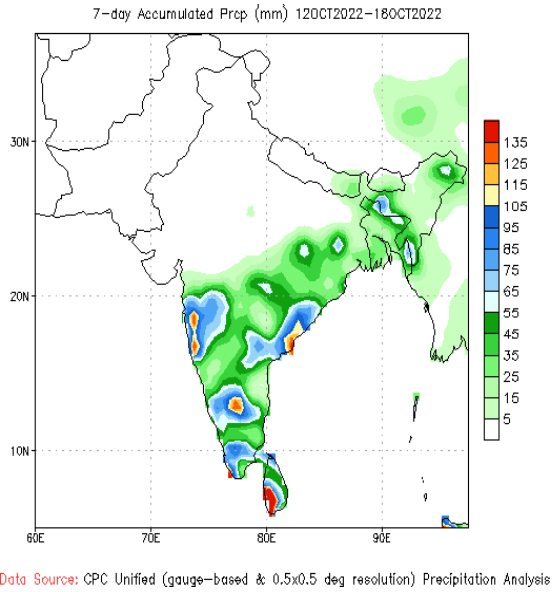 7-day Accumulated Prcp (mm) 12OCT2022-18OCT2022
30N
20N
10N
60E 70E 80E 90E
135
125
115
105
95
85
75
65
55
45
35
25
15
5
Data Source: CPC Unified (gauge-based & 0.5x0.5 deg resolution) Precipitation Analysis